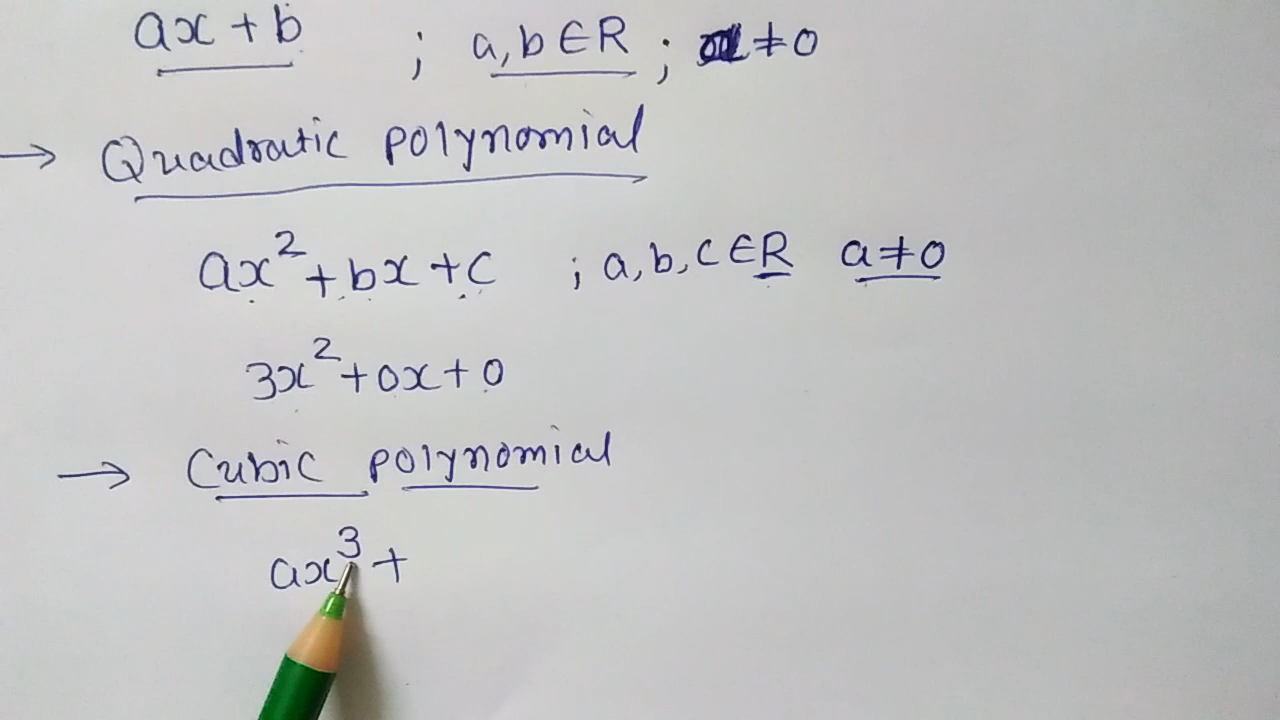 ax + b ; a, b ∈ R ; ≠ 0
→ Quadratic polynomial
ax² + bx + c ; a, b, c ∈ R a ≠ 0
3x² + 0x + 0
→ Cubic polynomial
ax³ +